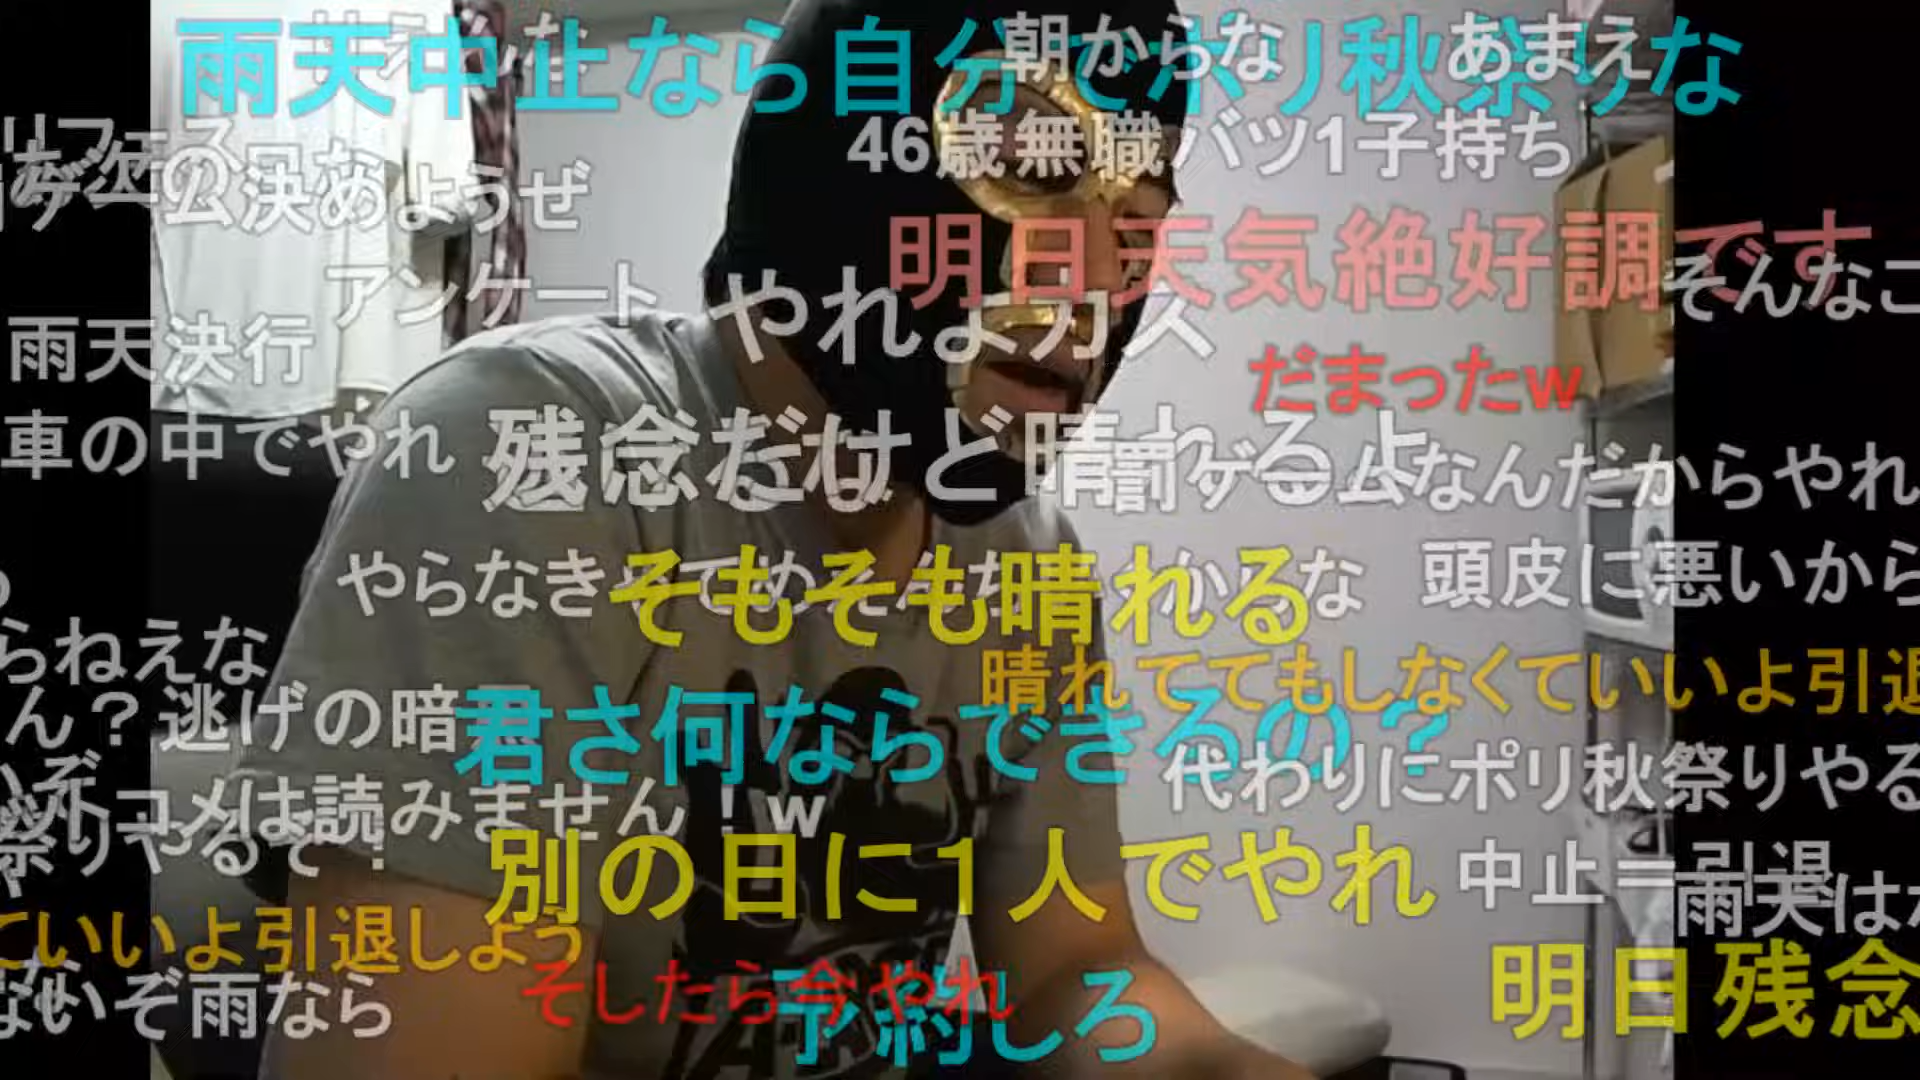 雨天中止なら自分でポリ秋祭りな
朝からな
あまえ
リフェス
46歳無職バツ1子持ち
ゲーム決めようぜ
明日天気絶好調です
アンケート
やれよカス
そんなこ
雨天決行
だまったw
車の中でやれ
残念だけど晴れるよ
罰ゲームなんだからやれ
やらなき
そもそも晴れる
頭皮に悪いから
らねえな
晴れててもしなくていいよ引退
ん？逃げの暗黒
君さ何ならできるの？
代わりにポリ秋祭りやる
いぞ
コメは読みません！w
祭りやるぞ！
別の日に１人でやれ
中止＝引退
雨天は
ていいよ引退しよう
明日残念
ないぞ雨なら
そしたら今やれ
予約しろ